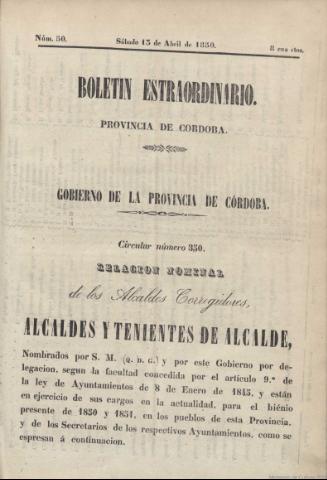 Núm. 50. Sábado 13 de Abril de 1850. 8 cuartos.
BOLETIN ESTRAORDINARIO.
PROVINCIA DE CORDOBA.
GOBIERNO DE LA PROVINCIA DE CÓRDOBA.
Circular número 350.
RELACION NOMINAL
de los Alcaldes Corregidores,
ALCALDES Y TENIENTES DE ALCALDE,
Nombrados por S. M. (Q. D. G.) y por este Gobierno por de-
legacion, segun la facultad concedida por el artículo 9.º de
la ley de Ayuntamientos de 8 de Enero de 1845, y están
en ejercicio de sus cargos en la actualidad, para el biénio
presente de 1850 y 1851, en los pueblos de esta Provincia,
y de los Secretarios de los respectivos Ayuntamientos, como se
espresan á continuacion.